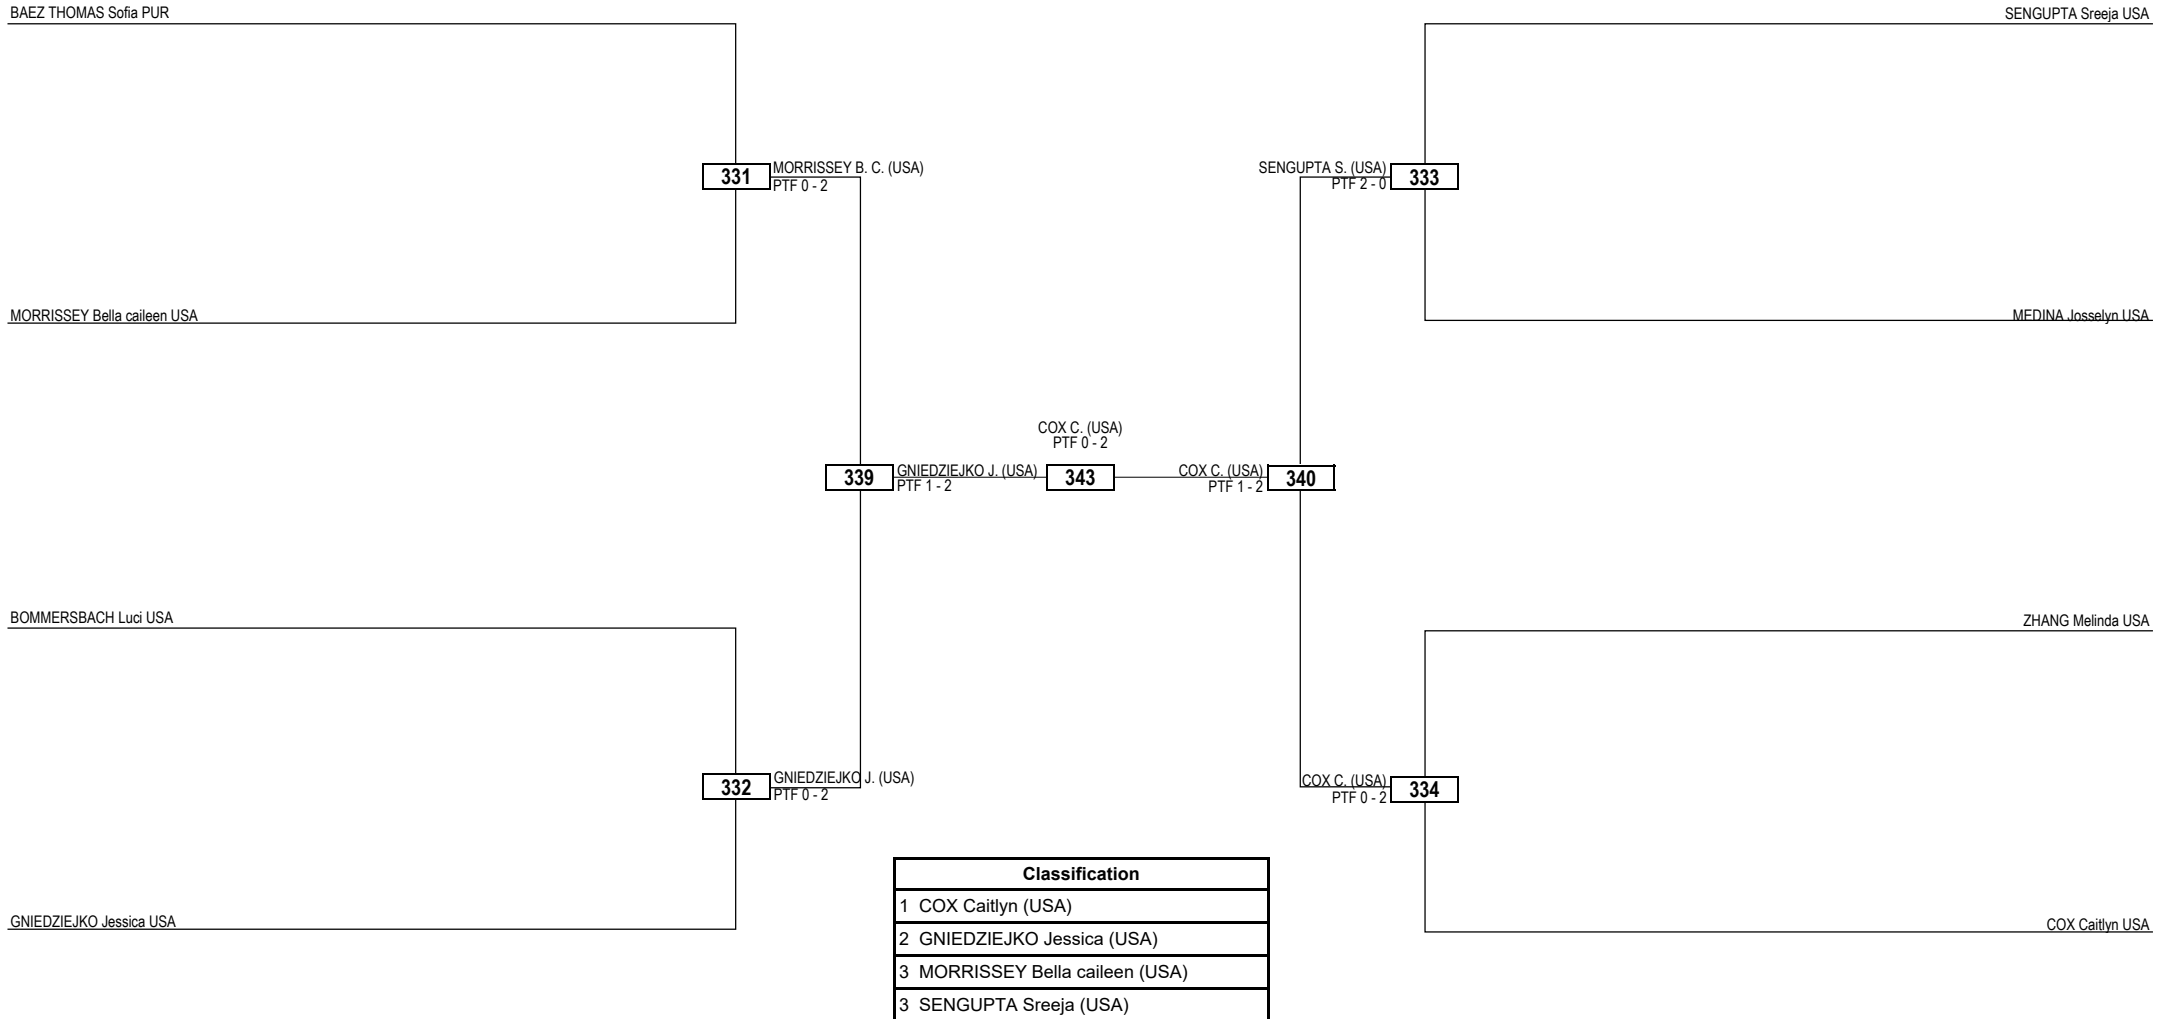 BAEZ THOMAS Sofia PUR
SENGUPTA Sreeja USA
331
MORRISSEY B. C. (USA)
PTF 0 - 2
SENGUPTA S. (USA)
PTF 2 - 0
333
MORRISSEY Bella caileen USA
MEDINA Josselyn USA
COX C. (USA)
PTF 0 - 2
339
GNIEDZIEJKO J. (USA)
PTF 1 - 2
343
COX C. (USA)
PTF 1 - 2
340
BOMMERSBACH Luci USA
ZHANG Melinda USA
332
GNIEDZIEJKO J. (USA)
PTF 0 - 2
COX C. (USA)
PTF 0 - 2
334
GNIEDZIEJKO Jessica USA
COX Caitlyn USA
Classification
1 COX Caitlyn (USA)
2 GNIEDZIEJKO Jessica (USA)
3 MORRISSEY Bella caileen (USA)
3 SENGUPTA Sreeja (USA)